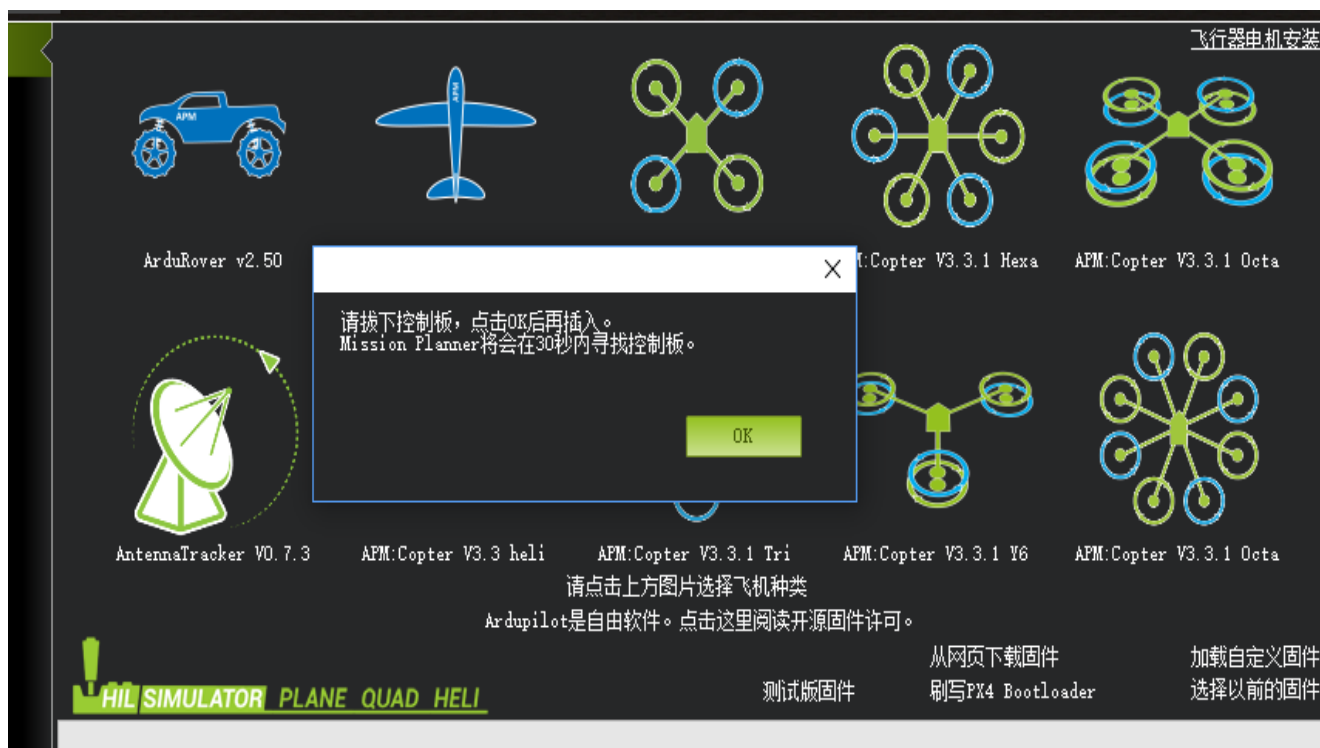 飞行器电机安装
APM
APM
ArduRover v2.50
:Copter V3.3.1 Hexa
APM:Copter V3.3.1 Octa
请拔下控制板，点击OK后再插入。
Mission Planner将会在30秒内寻找控制板。
OK
AntennaTracker V0.7.3
APM:Copter V3.3 heli
APM:Copter V3.3.1 Tri
APM:Copter V3.3.1 Y6
APM:Copter V3.3.1 Octa
请点击上方图片选择飞机种类
Ardupilot是自由软件。点击这里阅读开源固件许可。
从网页下载固件
加载自定义固件
HIL SIMULATOR PLANE QUAD HELI
测试版固件
刷写PX4 Bootloader
选择以前的固件